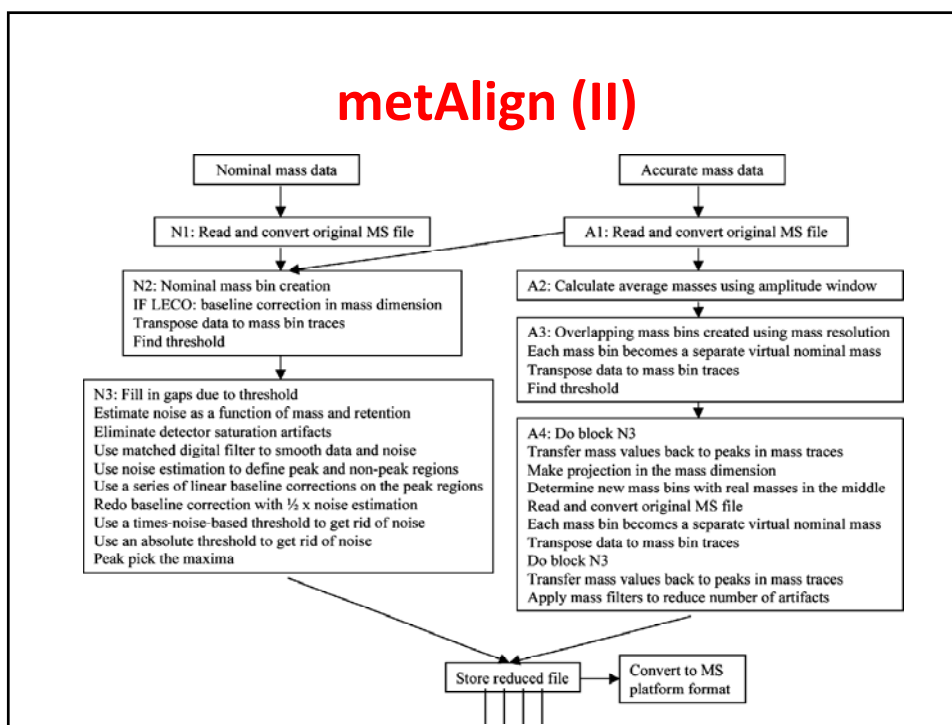 metAlign (II)
Nominal mass data
Accurate mass data
N1: Read and convert original MS file
A1: Read and convert original MS file
N2: Nominal mass bin creation
IF LECO: baseline correction in mass dimension
Transpose data to mass bin traces
Find threshold
A2: Calculate average masses using amplitude window
A3: Overlapping mass bins created using mass resolution
Each mass bin becomes a separate virtual nominal mass
Transpose data to mass bin traces
Find threshold
N3: Fill in gaps due to threshold
Estimate noise as a function of mass and retention
Eliminate detector saturation artifacts
Use matched digital filter to smooth data and noise
Use noise estimation to define peak and non-peak regions
Use a series of linear baseline corrections on the peak regions
Redo baseline correction with ½ x noise estimation
Use a times-noise-based threshold to get rid of noise
Use an absolute threshold to get rid of noise
Peak pick the maxima
A4: Do block N3
Transfer mass values back to peaks in mass traces
Make projection in the mass dimension
Determine new mass bins with real masses in the middle
Read and convert original MS file
Each mass bin becomes a separate virtual nominal mass
Transpose data to mass bin traces
Do block N3
Transfer mass values back to peaks in mass traces
Apply mass filters to reduce number of artifacts
Store reduced file
Convert to MS
platform format